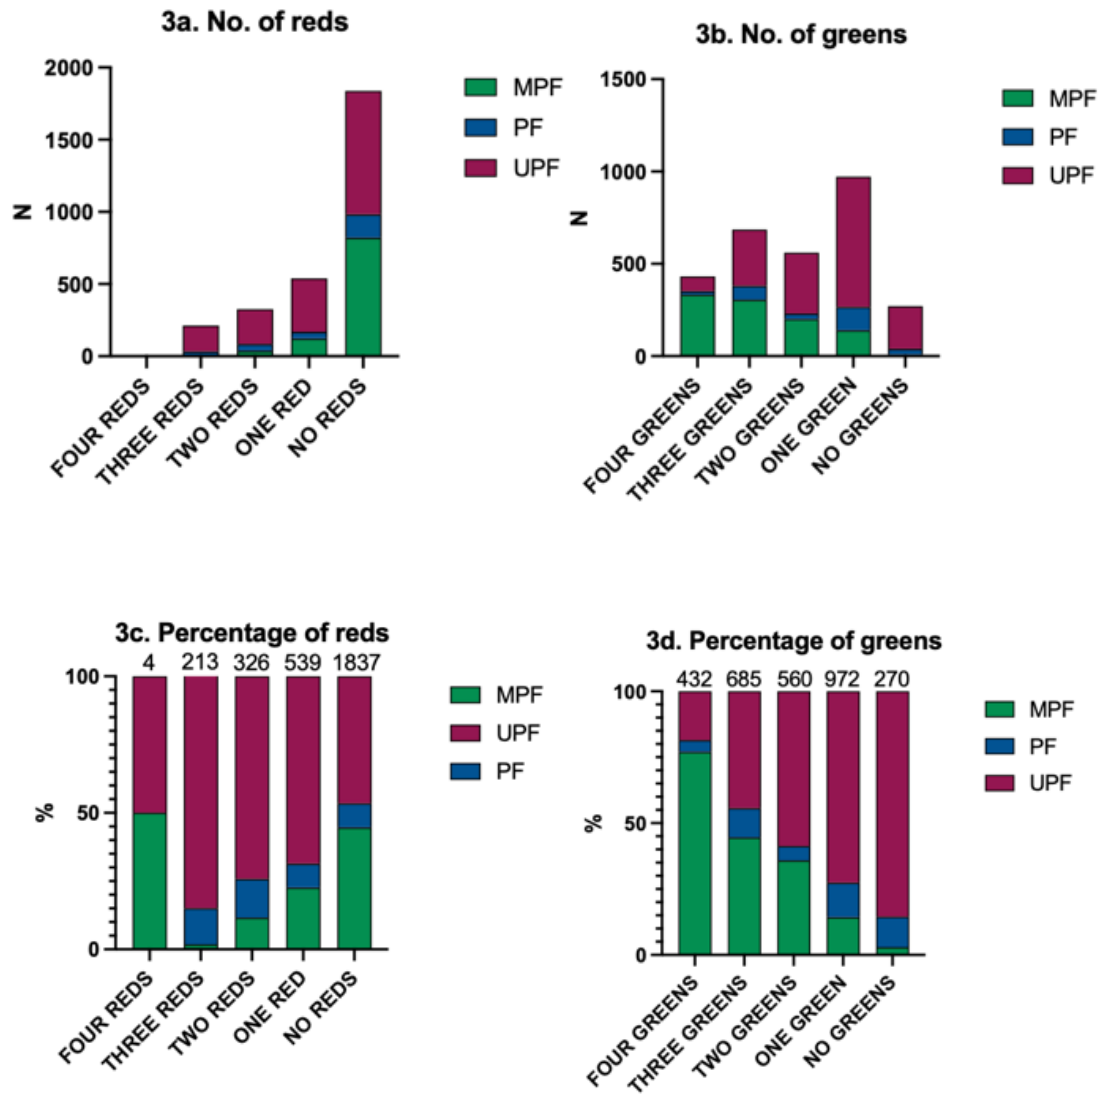 3a. No. of reds
2000
1500
1000
500
0
N
FOUR REDS
THREE REDS
TWO REDS
ONE RED
NO REDS
MPF
PF
UPF
3b. No. of greens
1500
1000
500
0
N
FOUR GREENS
THREE GREENS
TWO GREENS
ONE GREEN
NO GREENS
MPF
PF
UPF
3c. Percentage of reds
4 213 326 539 1837
100
50
0
%
FOUR REDS
THREE REDS
TWO REDS
ONE RED
NO REDS
MPF
UPF
PF
3d. Percentage of greens
432 685 560 972 270
100
50
0
%
FOUR GREENS
THREE GREENS
TWO GREENS
ONE GREEN
NO GREENS
MPF
PF
UPF